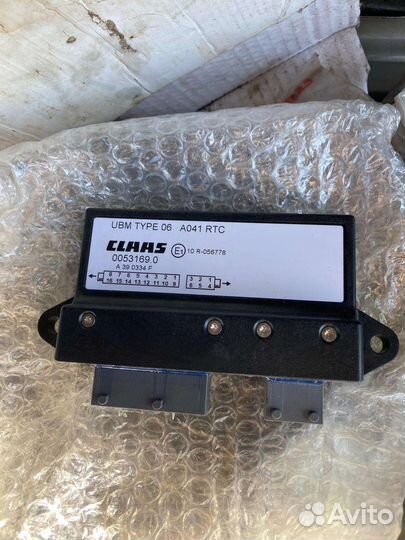 UBM TYPE 06 A041 RTC
CLAAS E1 10 R-056778
0053169.0
A 39 0334 F
8 7 6 5 4 3 2 1
16 15 14 13 12 11 10 9
3 2 1
6 5 4
Avito